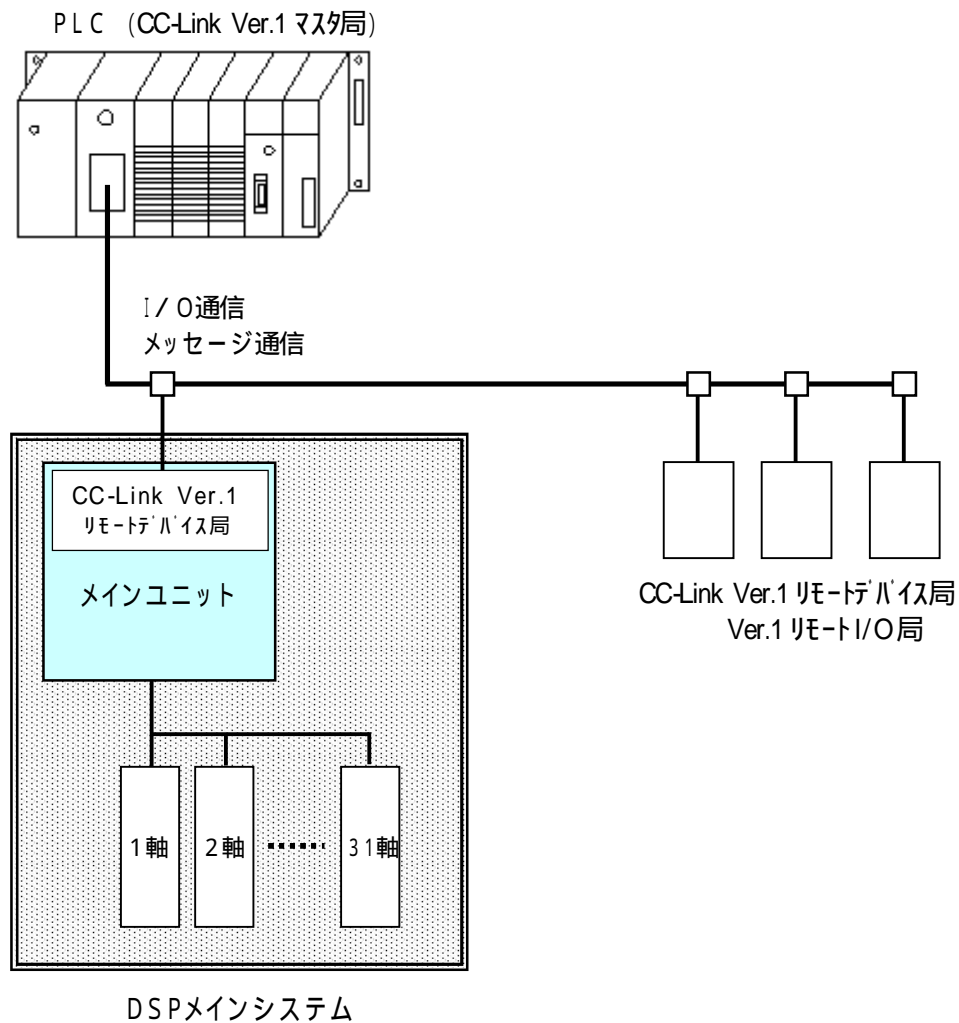 PLC (CC-Link Ver.1 ﾏｽﾀ局)
I/O通信
メッセージ通信
CC-Link Ver.1
ﾘﾓｰﾄﾃﾞﾊﾞｲｽ局
メインユニット
CC-Link Ver.1 ﾘﾓｰﾄﾃﾞﾊﾞｲｽ局
Ver.1 ﾘﾓｰﾄI/O局
1軸 2軸 31軸
DSPメインシステム